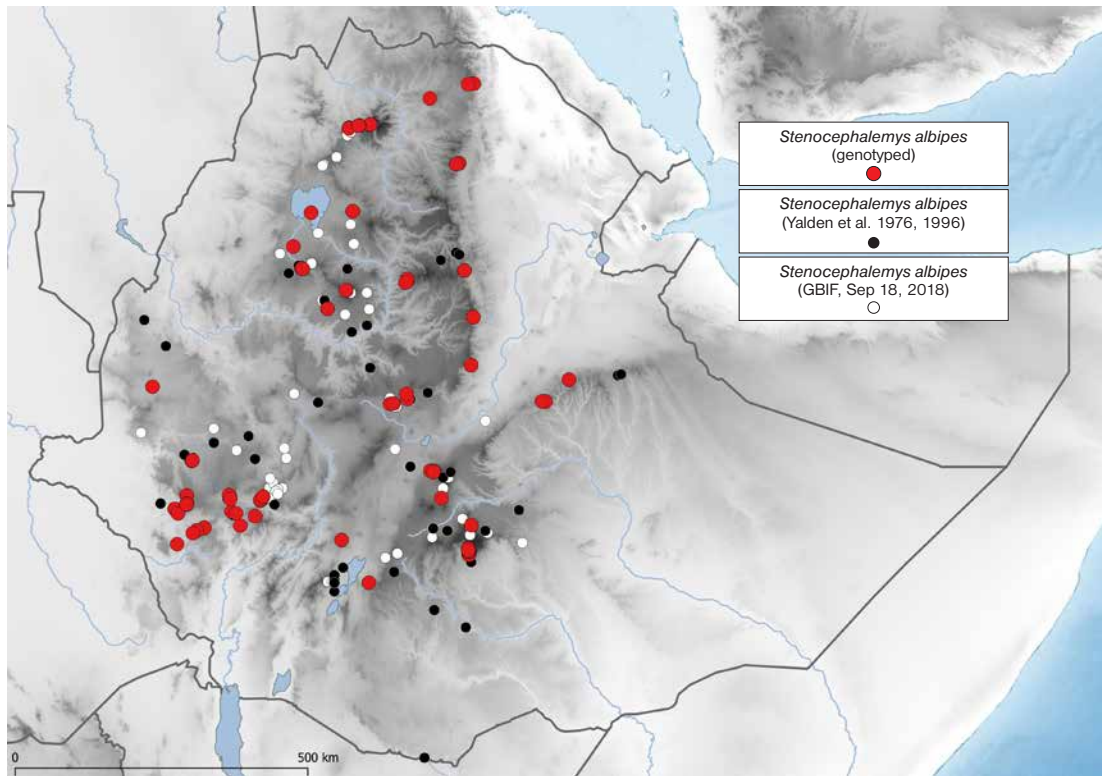 Stenocephalemys albipes
(genotyped)
Stenocephalemys albipes
(Yalden et al. 1976, 1996)
Stenocephalemys albipes
(GBIF, Sep 18, 2018)
0 500 km